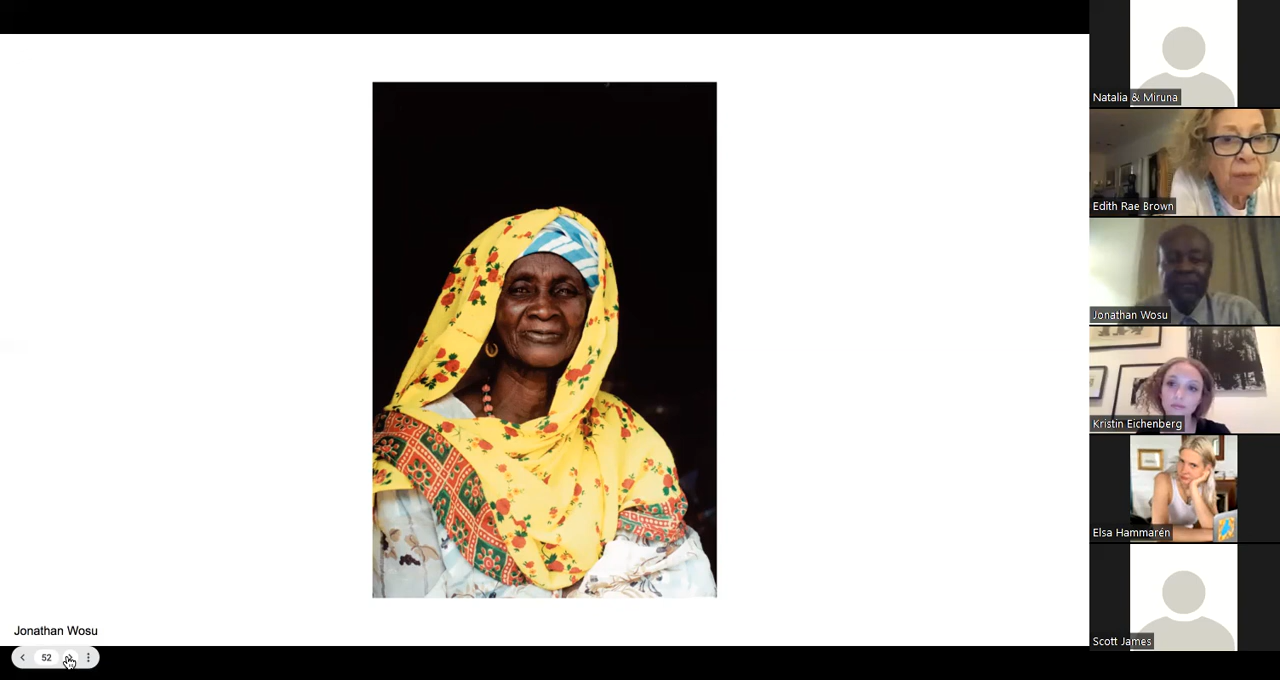 Natalia & Miruna
Edith Rae Brown
Jonathan Wosu
Kristin Eichenberg
Elsa Hammarén
Scott James
Jonathan Wosu
52